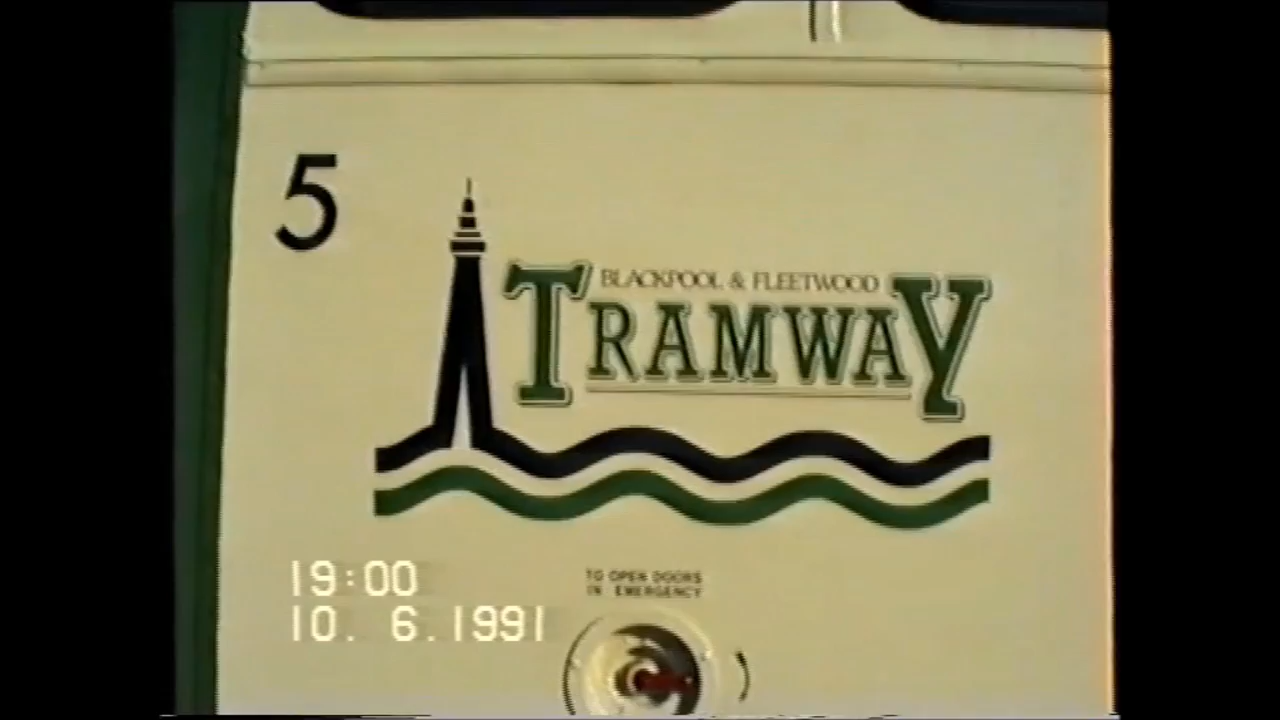 5
BLACKPOOL & FLEETWOOD
TRAMWAY
19:00
10. 6.1991
TO OPEN DOORS
IN EMERGENCY